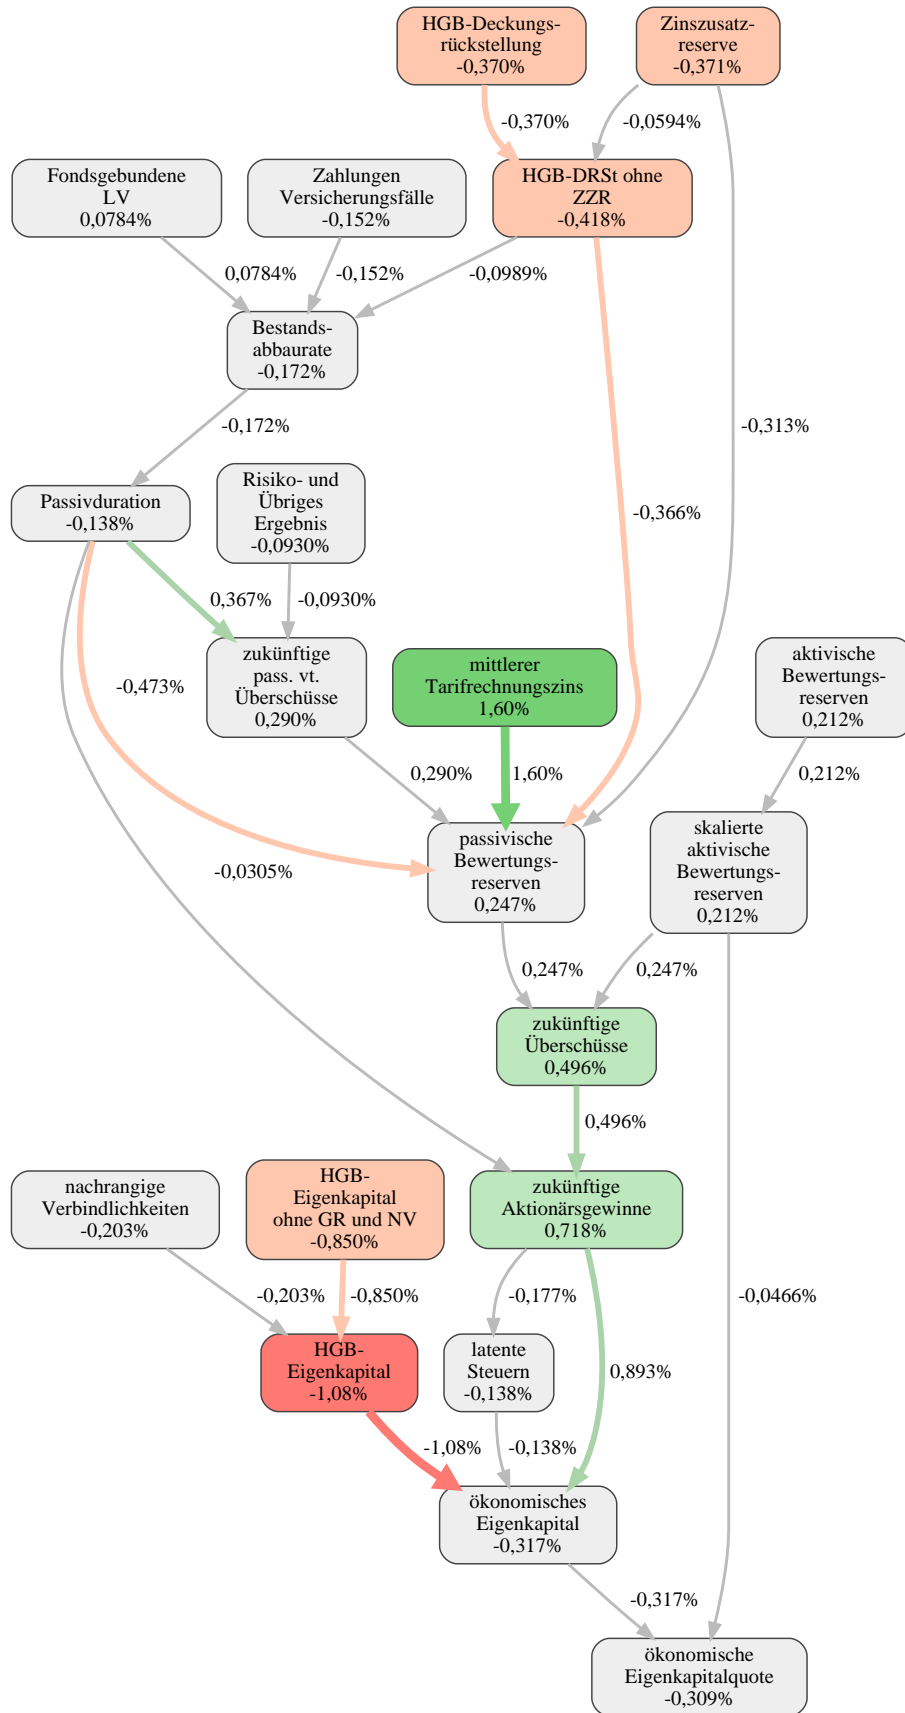 HGB-Deckungs-
rückstellung
-0,370%
Zinszusatz-
reserve
-0,371%
-0,370%
-0,0594%
Fondsgebundene
LV
0,0784%
Zahlungen
Versicherungsfälle
-0,152%
HGB-DRSt ohne
ZZR
-0,418%
0,0784%
-0,152%
-0,0989%
Bestands-
abbaurate
-0,172%
-0,172%
-0,313%
Risiko- und
Übriges
Ergebnis
-0,0930%
Passivduration
-0,138%
-0,366%
0,367%
-0,0930%
zukünftige
pass. vt.
Überschüsse
0,290%
mittlerer
Tarifrechnungszins
1,60%
aktivische
Bewertungs-
reserven
0,212%
-0,473%
0,290%
1,60%
0,212%
passivische
Bewertungs-
reserven
0,247%
skalierte
aktivische
Bewertungs-
reserven
0,212%
-0,0305%
0,247%
0,247%
zukünftige
Überschüsse
0,496%
0,496%
nachrangige
Verbindlichkeiten
-0,203%
HGB-
Eigenkapital
ohne GR und NV
-0,850%
zukünftige
Aktionärsgewinne
0,718%
-0,203%
-0,850%
-0,177%
-0,0466%
HGB-
Eigenkapital
-1,08%
latente
Steuern
-0,138%
0,893%
-1,08%
-0,138%
ökonomisches
Eigenkapital
-0,317%
-0,317%
ökonomische
Eigenkapitalquote
-0,309%